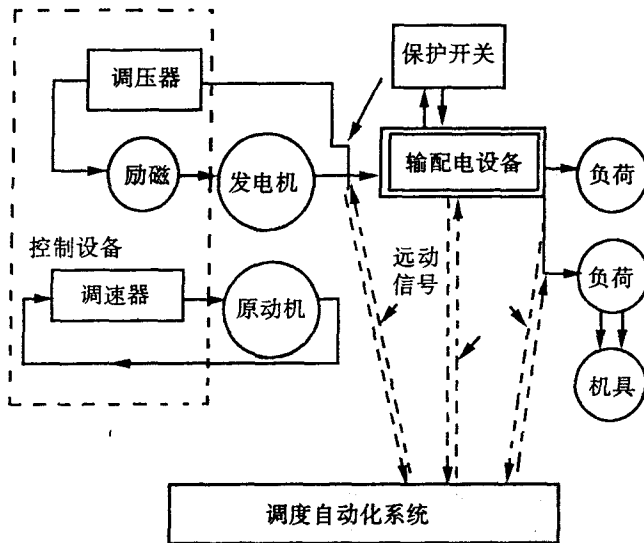 调压器
保护开关
励磁
发电机
输配电设备
负荷
控制设备
远动
信号
负荷
调速器
原动机
机具
调度自动化系统